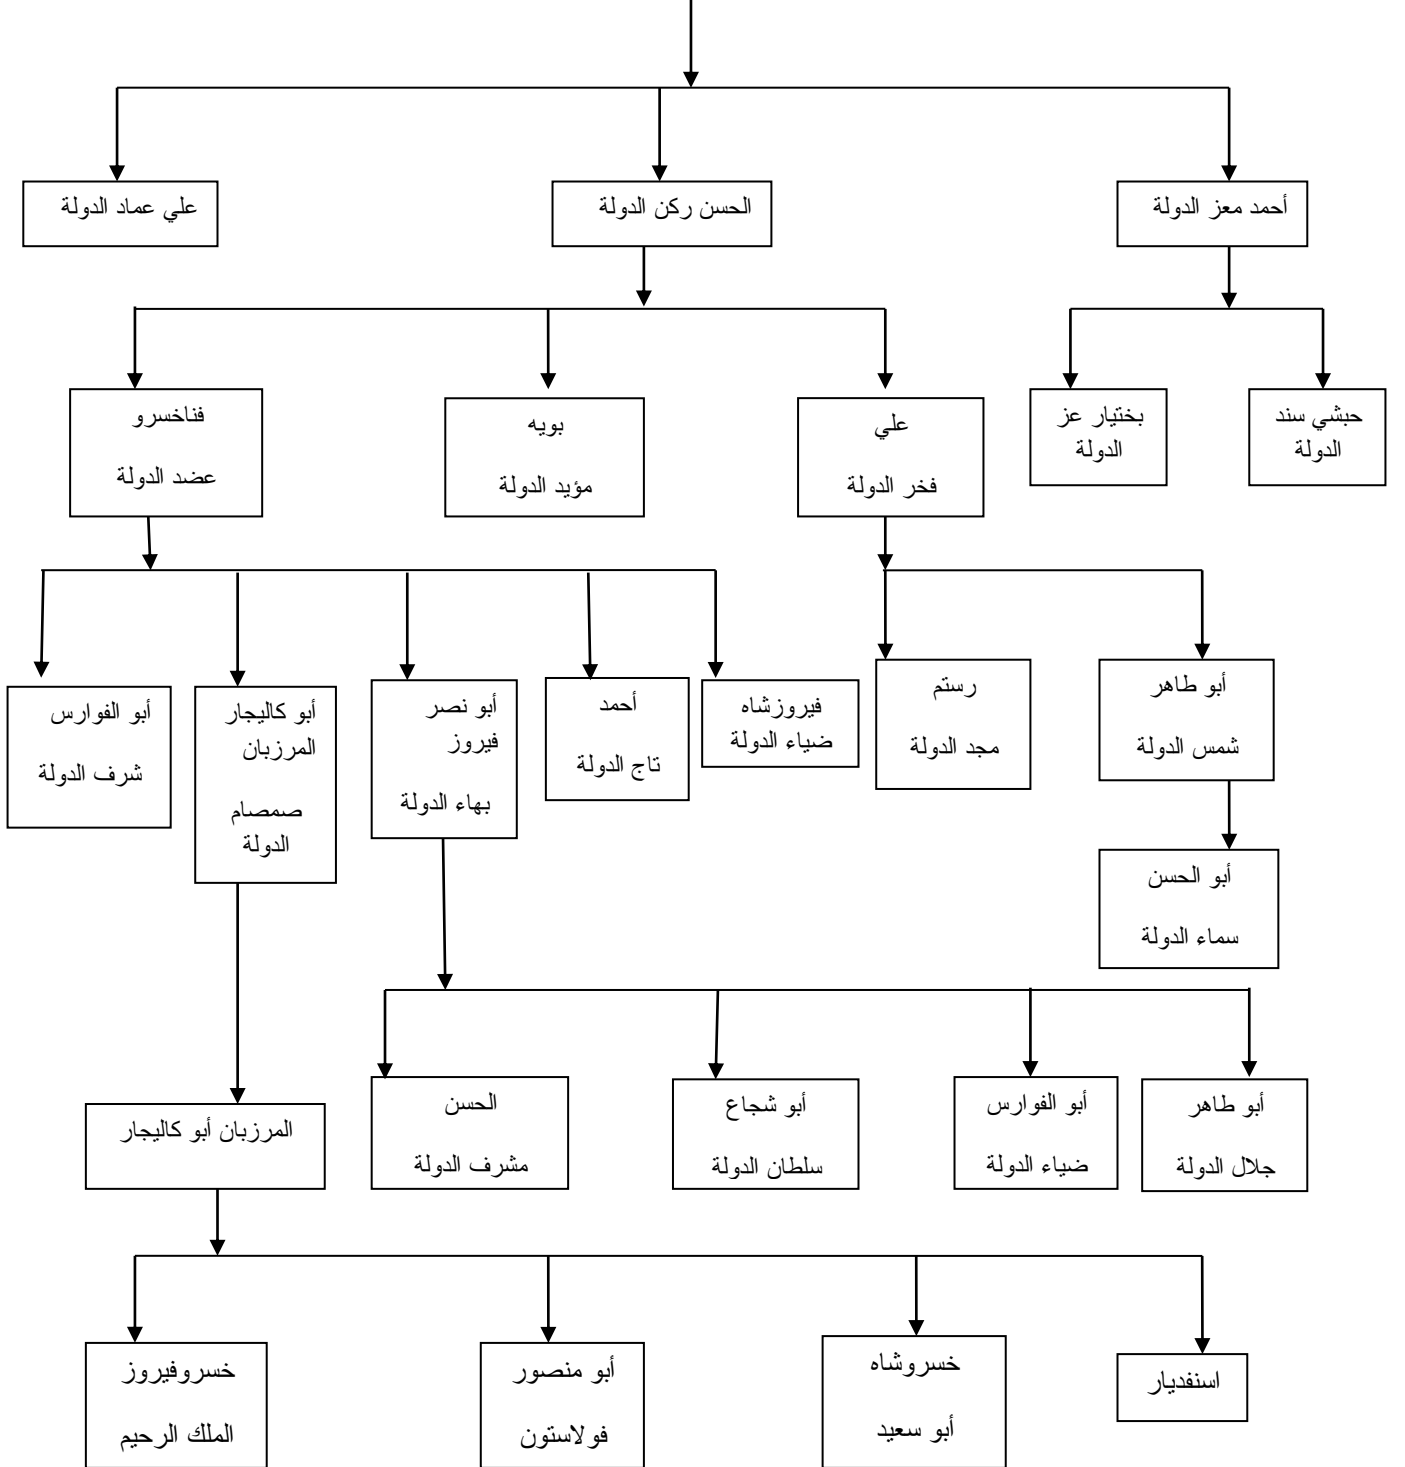 أحمد معز الدولة
الحسن ركن الدولة
علي عماد الدولة
حبشي سند
الدولة
بختيار عز
الدولة
علي
فخر الدولة
بويه
مؤيد الدولة
فناخسرو
عضد الدولة
أبو طاهر
شمس الدولة
رستم
مجد الدولة
فيروزشاه
ضياء الدولة
أحمد
تاج الدولة
أبو نصر
فيروز
بهاء الدولة
أبو كاليجار
المرزبان
صمصام
الدولة
أبو الفوارس
شرف الدولة
أبو الحسن
سماء الدولة
أبو طاهر
جلال الدولة
أبو الفوارس
ضياء الدولة
أبو شجاع
سلطان الدولة
الحسن
مشرف الدولة
المرزبان أبو كاليجار
اسنفديار
خسروشاه
أبو سعيد
أبو منصور
فولاستون
خسروفيروز
الملك الرحيم